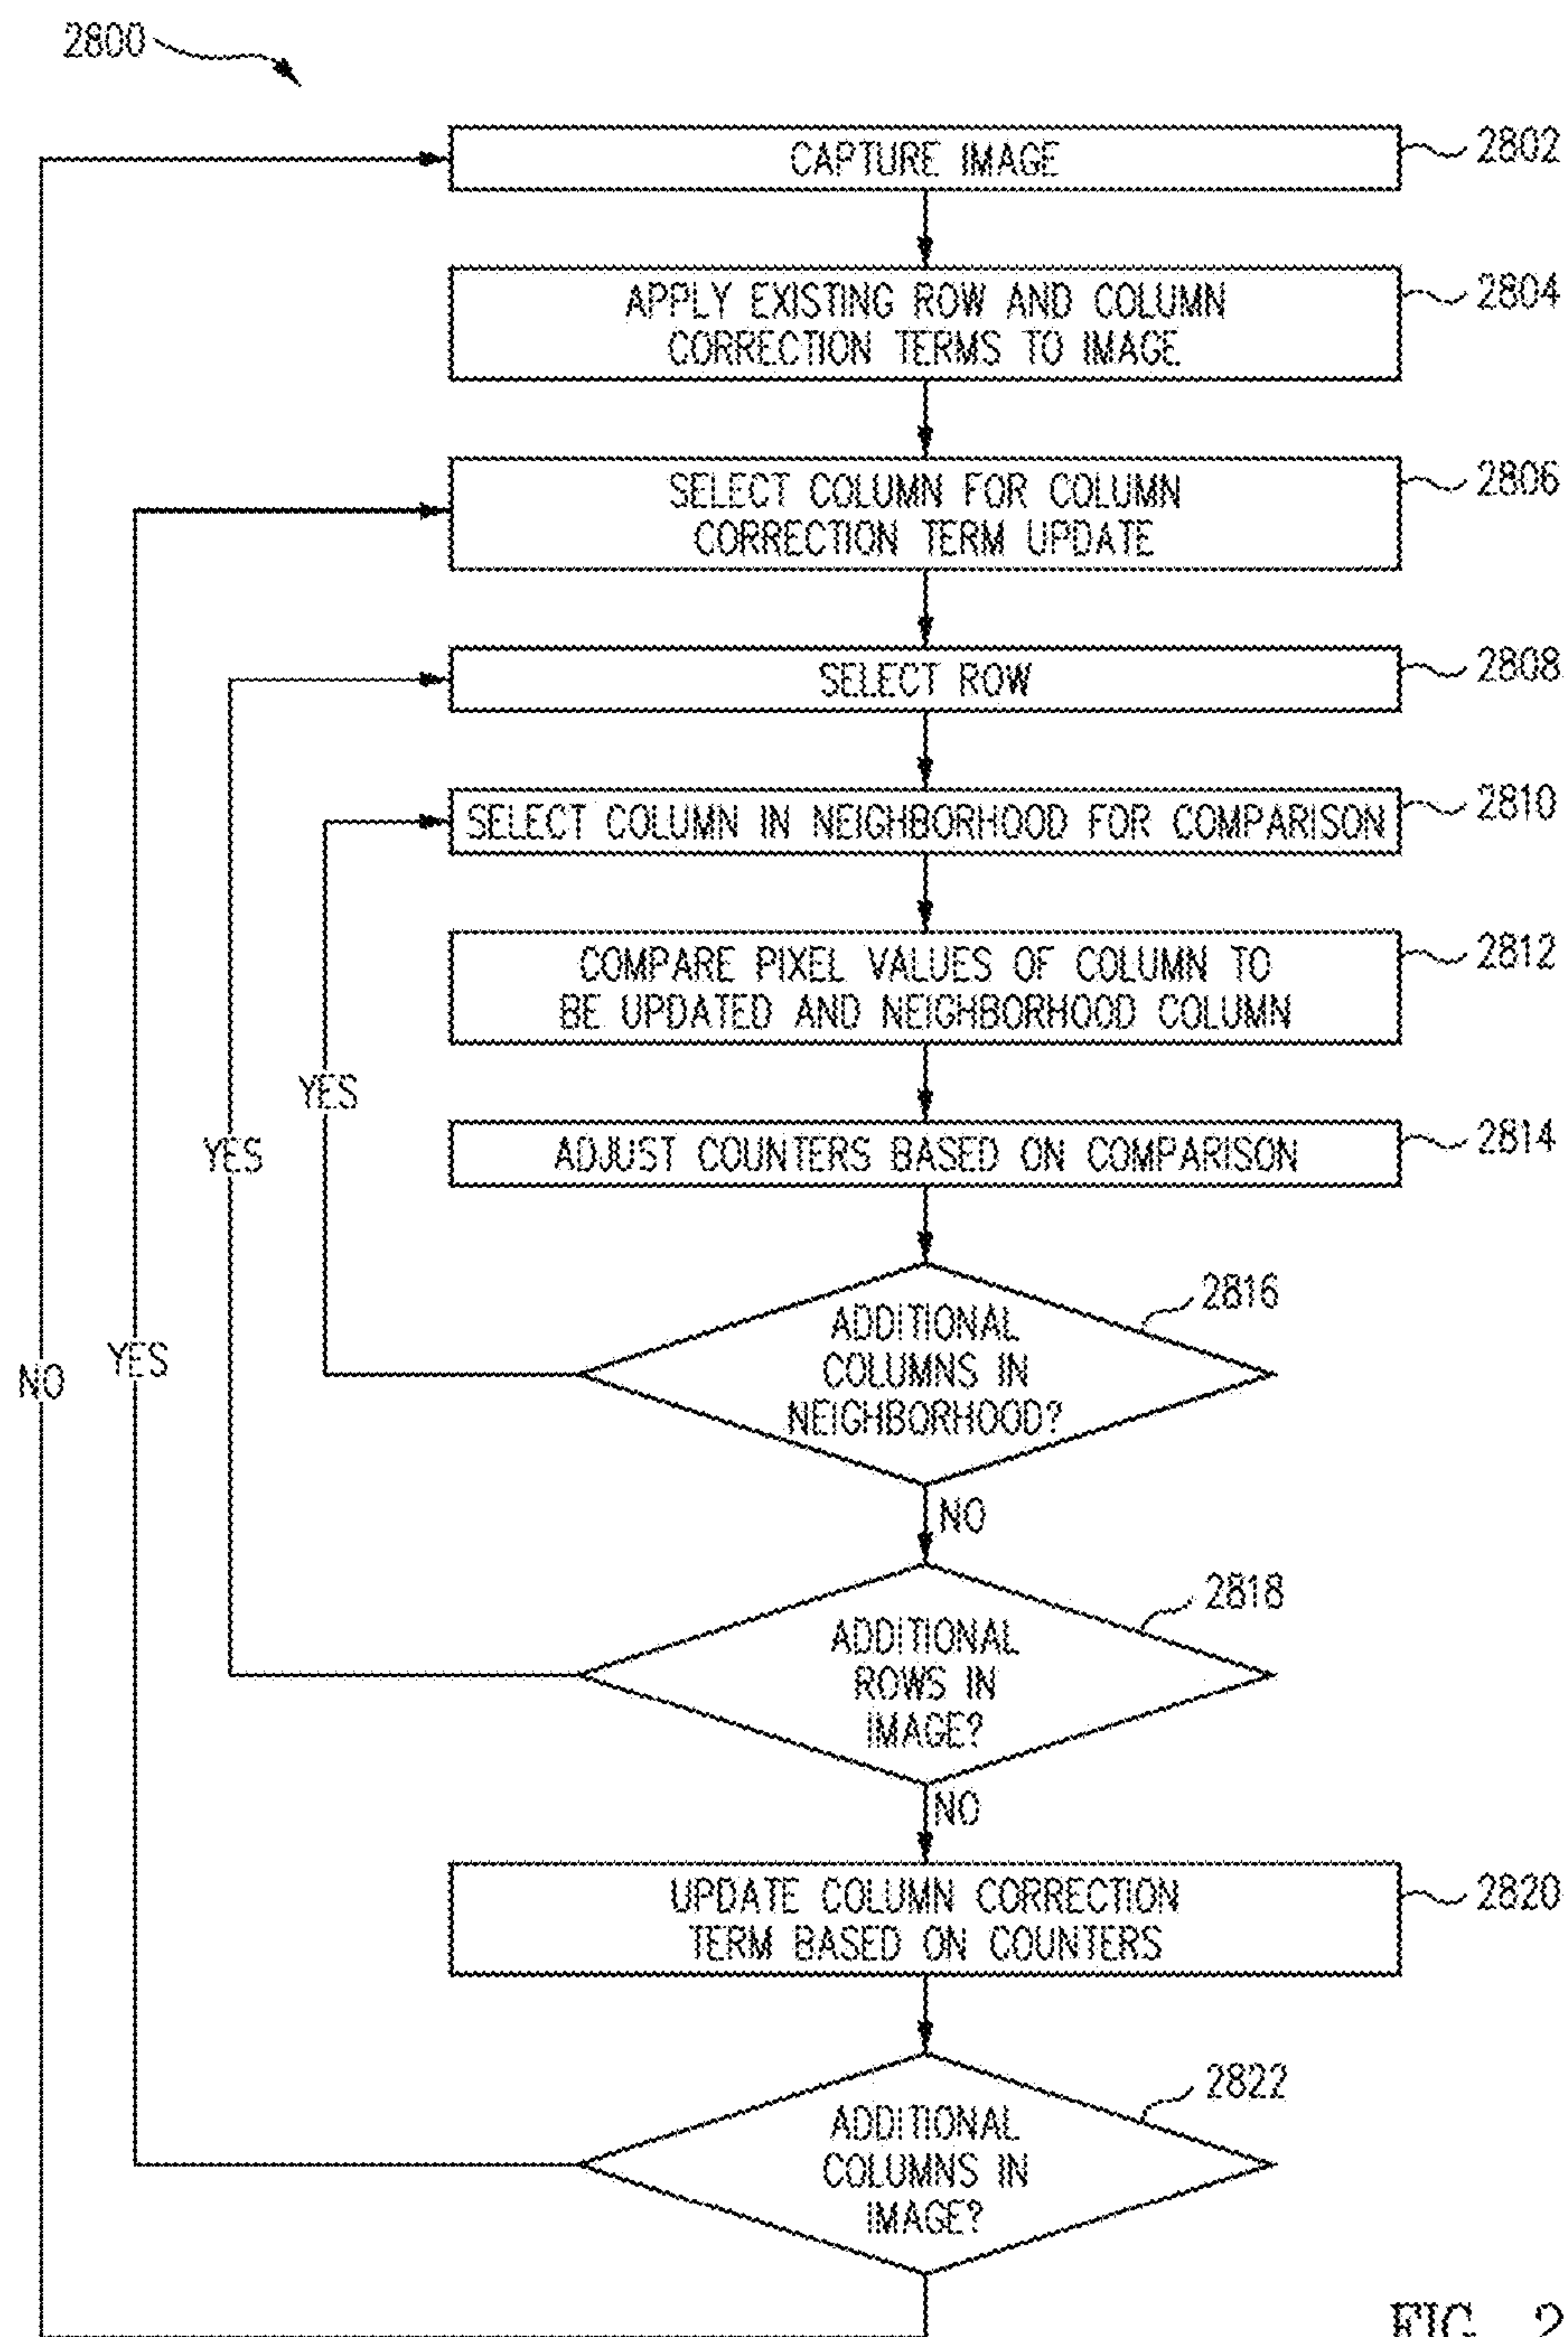 2800
CAPTURE IMAGE
2802
APPLY EXISTING ROW AND COLUMN
CORRECTION TERMS TO IMAGE
2804
SELECT COLUMN FOR COLUMN
CORRECTION TERM UPDATE
2806
SELECT ROW
2808
SELECT COLUMN IN NEIGHBORHOOD FOR COMPARISON
2810
COMPARE PIXEL VALUES OF COLUMN TO
BE UPDATED AND NEIGHBORHOOD COLUMN
2812
YES
YES
ADJUST COUNTERS BASED ON COMPARISON
2814
ADDITIONAL
COLUMNS IN
NEIGHBORHOOD?
2816
YES
NO
NO
ADDITIONAL
ROWS IN
IMAGE?
2818
NO
UPDATE COLUMN CORRECTION
TERM BASED ON COUNTERS
2820
ADDITIONAL
COLUMNS IN
IMAGE?
2822
FIG. 2